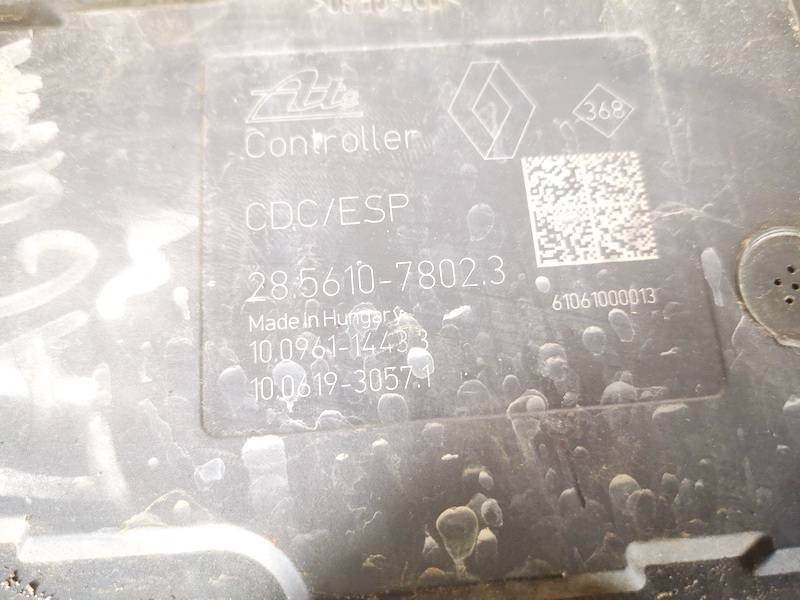 Ate
368
Controller
CDC/ESP
28.5610-7802.3
61061000013
Made in Hungary
10.0961-1443.3
10.0619-3057.1